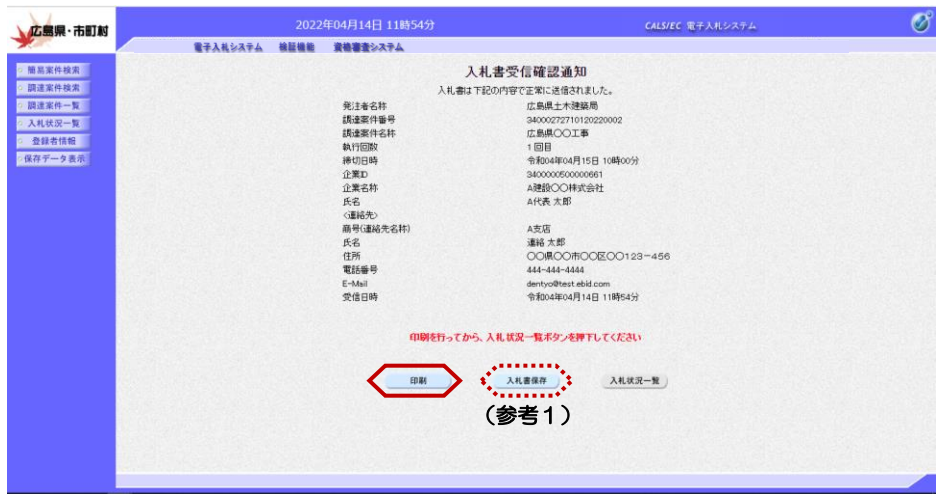 広島県・市町村
2022年04月14日 11時54分
CALS/EC 電子入札システム
電子入札システム 検証機能 資格審査システム
簡易案件検索
調達案件検索
調達案件一覧
入札状況一覧
登録者情報
保存データ表示
入札書受信確認通知
入札書は下記の内容で正常に送信されました。
発注者名称 広島県土木建築局
調達案件番号 34000272710120220002
調達案件名称 広島県〇〇工事
執行回数 1回目
締切日時 令和04年04月15日 10時00分
企業ID 3400000500000661
企業名称 A建設〇〇株式会社
氏名 A代表 太郎
<連絡先>
商号(連絡先名称) A支店
氏名 連絡 太郎
住所 〇〇県〇〇市〇〇区〇〇123-456
電話番号 444-444-4444
E-Mail dentyo@test.ebid.com
受信日時 令和04年04月14日 11時54分
印刷を行ってから、入札状況一覧ボタンを押下してください
印刷 入札書保存 入札状況一覧
(参考1)